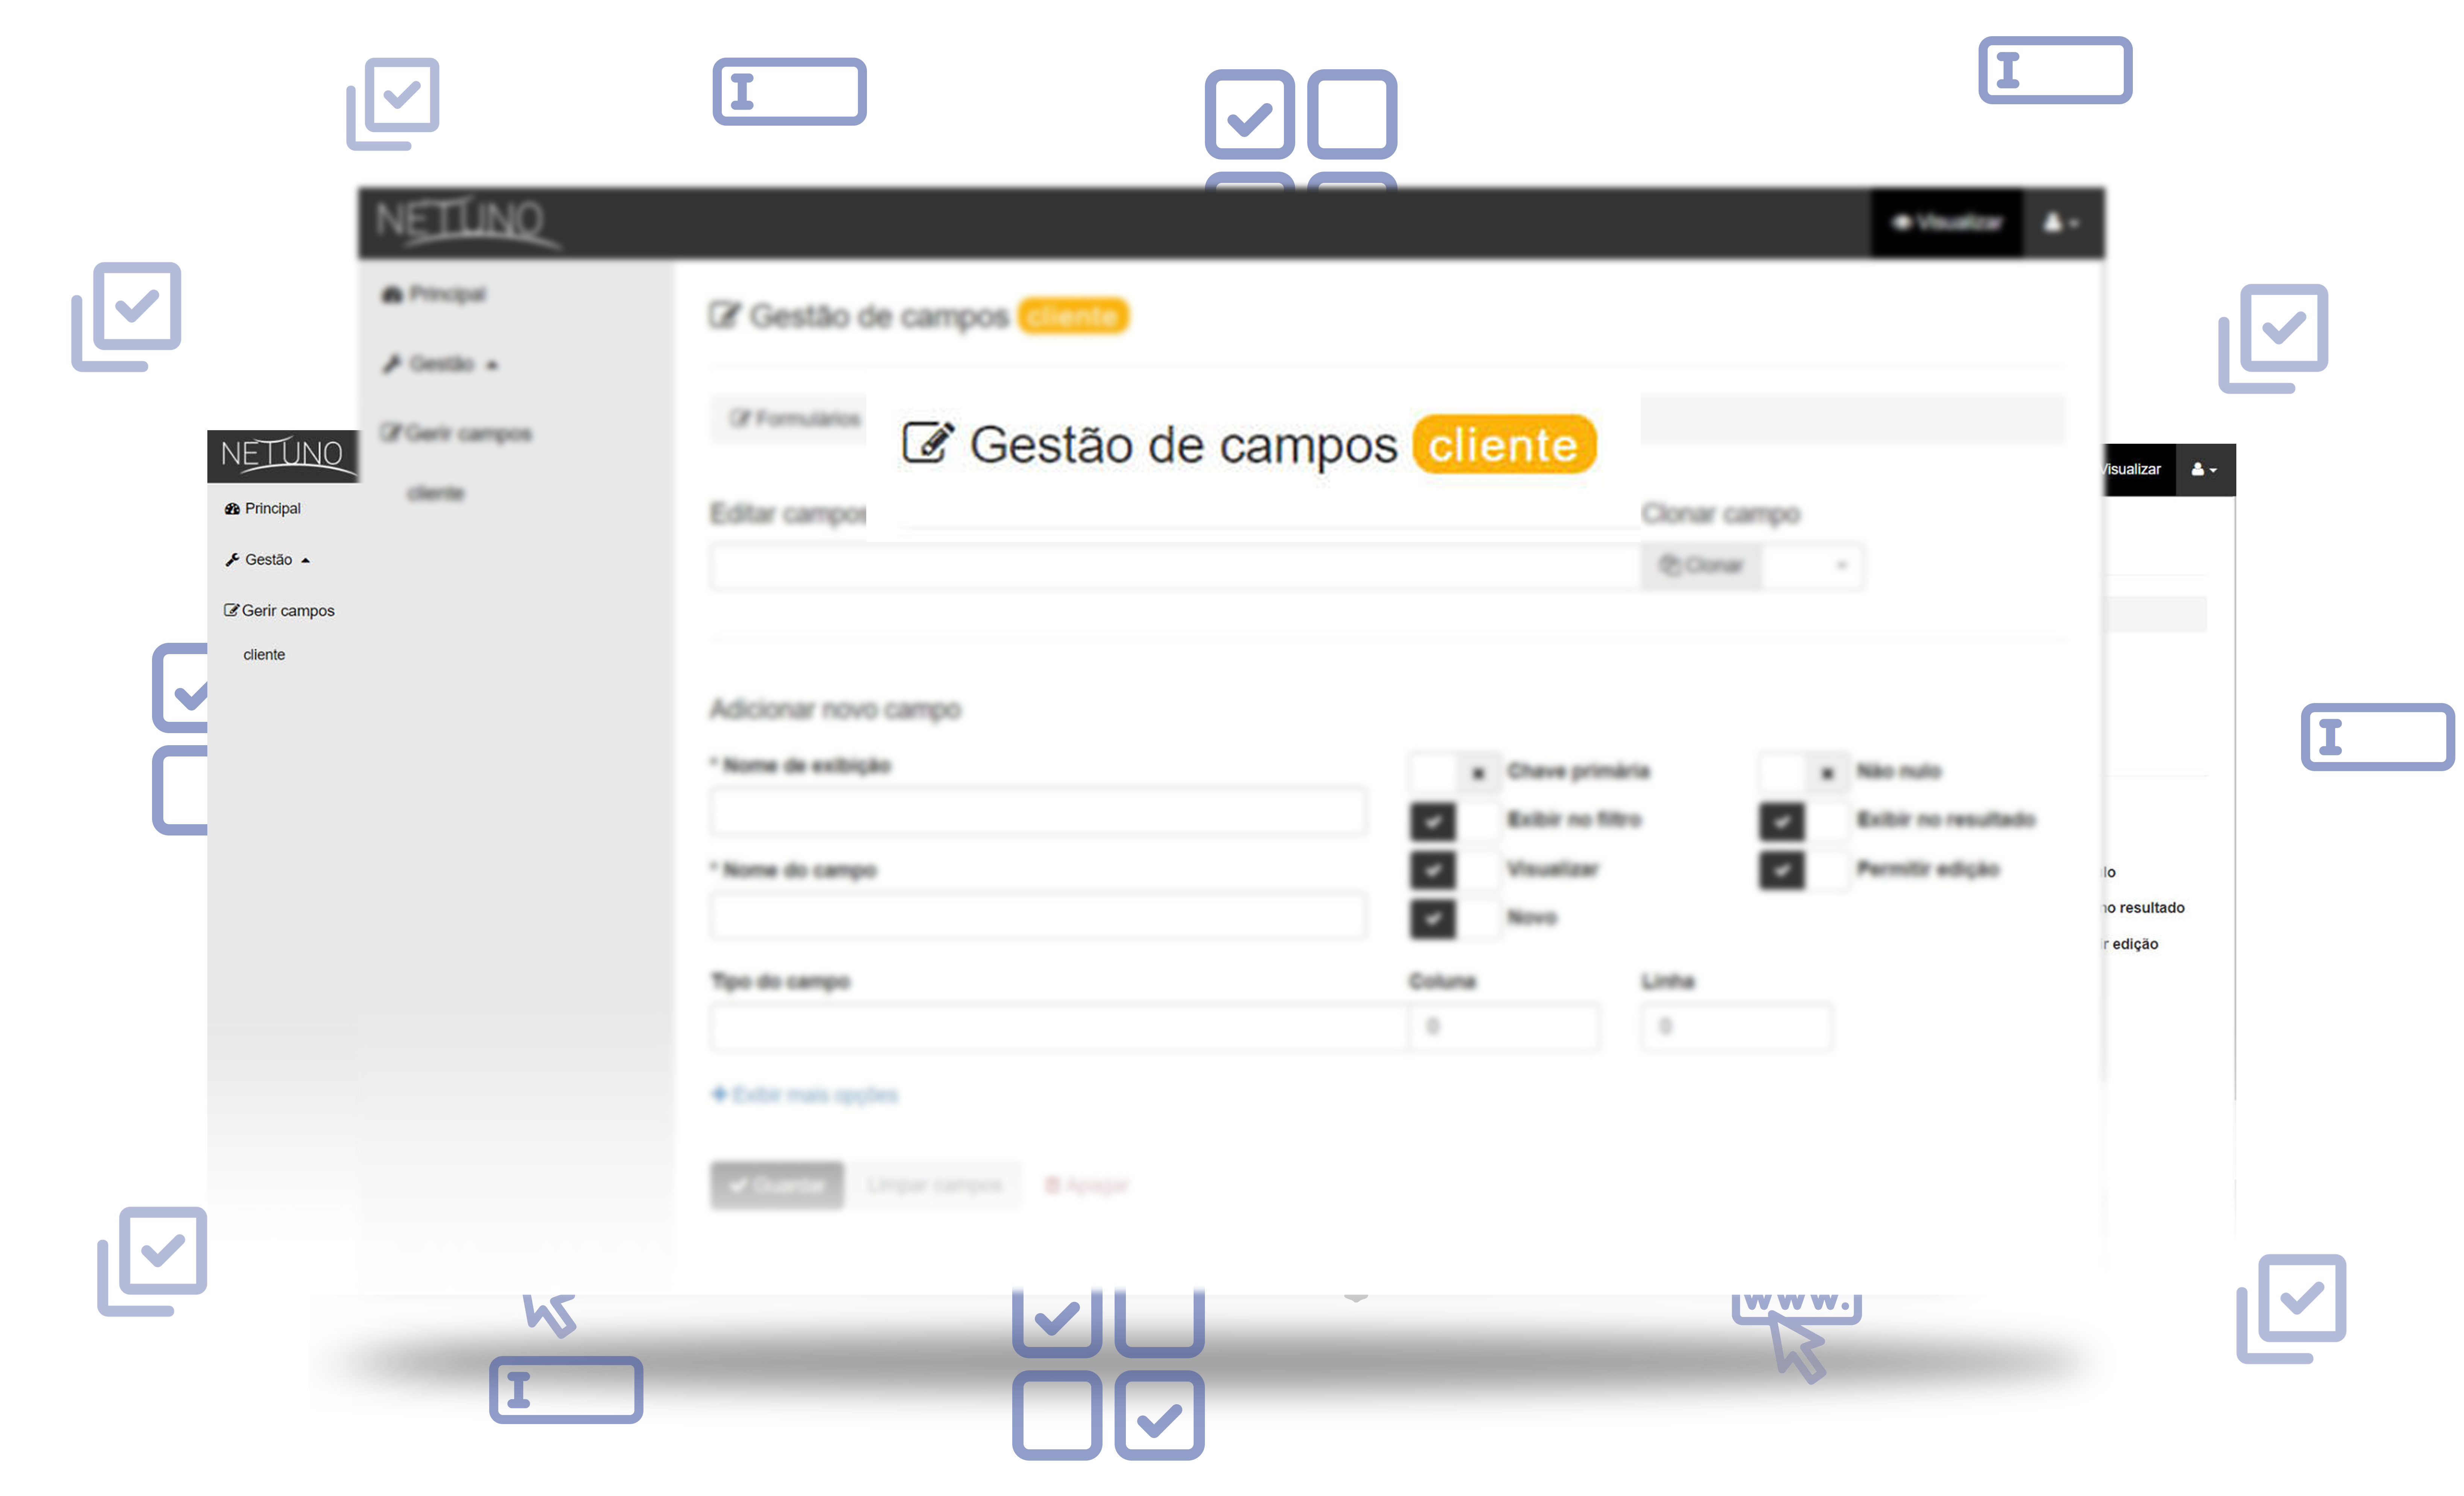 NETUNO
Visualizar
Principal
Gestão
Gerir campos
cliente
Gestão de campos cliente
Formulários
Gestão de campos cliente
Editar campos
Clonar campo
Clonar
NETUNO
Principal
Gestão
Gerir campos
cliente
Visualizar
Adicionar novo campo
* Nome de exibição
Chave primária
Não nulo
Exibir no filtro
Exibir no resultado
* Nome do campo
Visualizar
Permitir edição
Novo
lo
no resultado
r edição
Tipo do campo
Coluna
Linha
0
0
Exibir mais opções
Guardar
Limpar campos
Apagar
www.